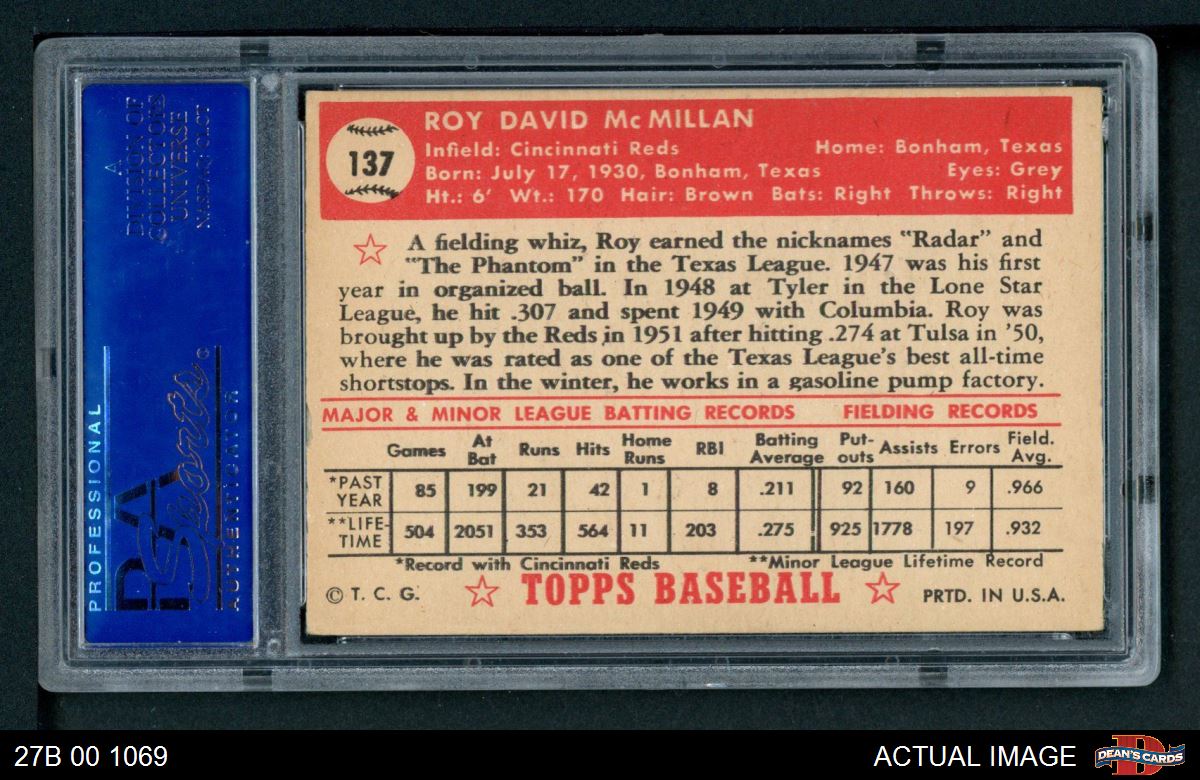 A
DIVISION OF
COLLECTORS
UNIVERSE
NASDAQ: CLCT
PROFESSIONAL
PSA
Sports
AUTHENTICATOR
137
ROY DAVID McMILLAN
Infield: Cincinnati Reds Home: Bonham, Texas
Born: July 17, 1930, Bonham, Texas Eyes: Grey
Ht.: 6' Wt.: 170 Hair: Brown Bats: Right Throws: Right
A fielding whiz, Roy earned the nicknames "Radar" and
"The Phantom" in the Texas League. 1947 was his first
year in organized ball. In 1948 at Tyler in the Lone Star
League, he hit .307 and spent 1949 with Columbia. Roy was
brought up by the Reds in 1951 after hitting .274 at Tulsa in '50,
where he was rated as one of the Texas League's best all-time
shortstops. In the winter, he works in a gasoline pump factory.
MAJOR & MINOR LEAGUE BATTING RECORDS FIELDING RECORDS
Games At Bat Runs Hits Home Runs RBI Batting Average Put-outs Assists Errors Field. Avg.
*PAST YEAR 85 199 21 42 1 8 .211 92 160 9 .966
**LIFE-TIME 504 2051 353 564 11 203 .275 925 1778 197 .932
*Record with Cincinnati Reds **Minor League Lifetime Record
© T. C. G. TOPPS BASEBALL PRTD. IN U.S.A.
27B 00 1069 ACTUAL IMAGE DEAN'S CARDS